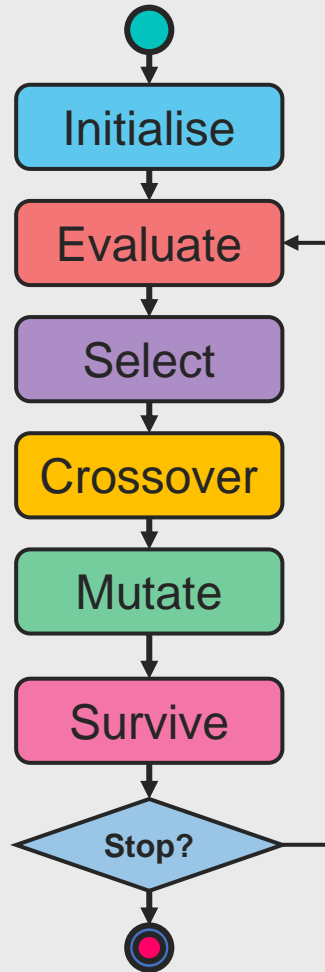 Initialise
Evaluate
Select
Crossover
Mutate
Survive
Stop?